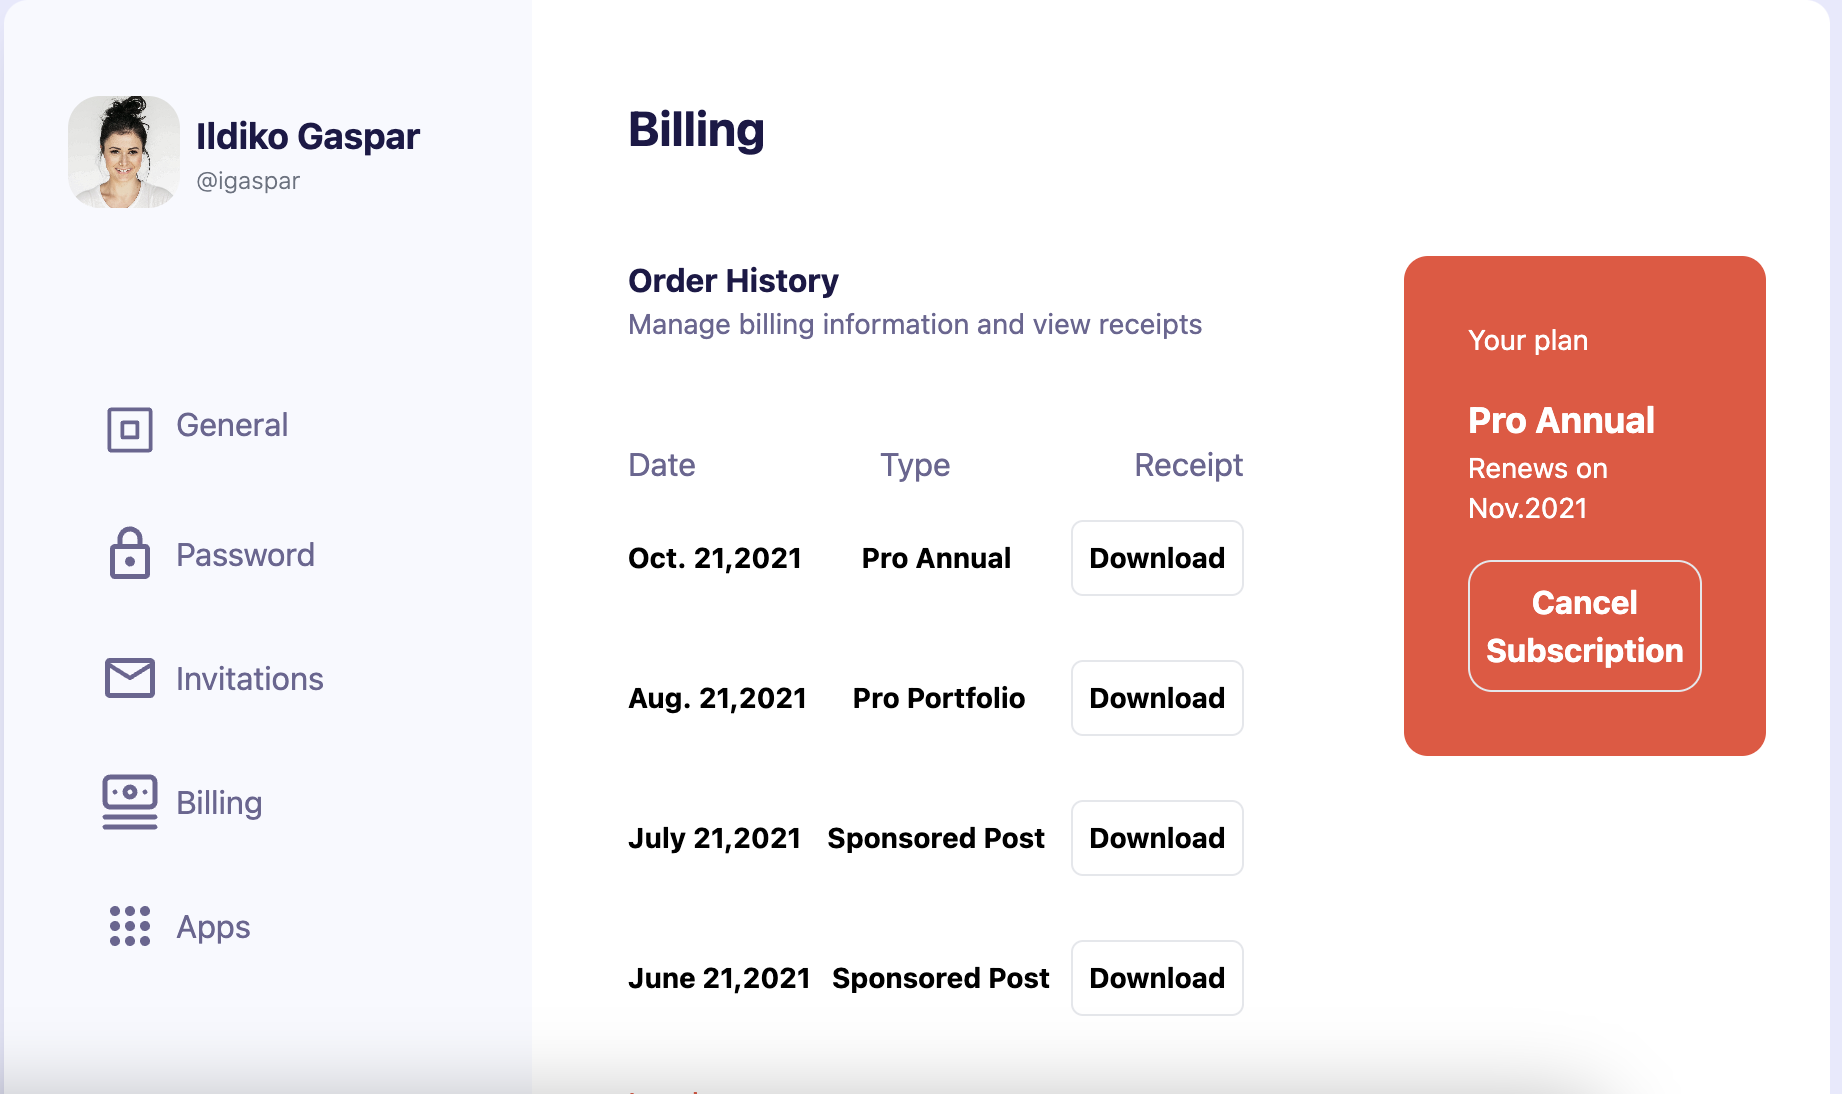 Ildiko Gaspar
@igaspar
General
Password
Invitations
Billing
Apps
Billing
Order History
Manage billing information and view receipts
Date Type Receipt
Oct. 21,2021 Pro Annual Download
Aug. 21,2021 Pro Portfolio Download
July 21,2021 Sponsored Post Download
June 21,2021 Sponsored Post Download
Your plan
Pro Annual
Renews on
Nov.2021
Cancel
Subscription